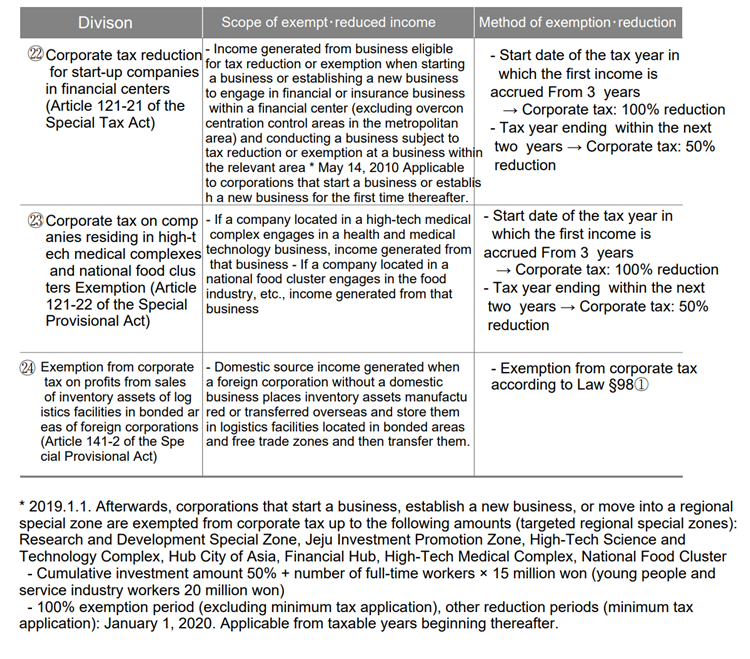 Divison
Scope of exempt·reduced income
Method of exemption·reduction
㉒ Corporate tax reduction
for start-up companies
in financial centers
(Article 121-21 of the
Special Tax Act)
- Income generated from business eligible
for tax reduction or exemption when starting
a business or establishing a new business
to engage in financial or insurance business
within a financial center (excluding overcon
centration control areas in the metropolitan
area) and conducting a business subject to
tax reduction or exemption at a business within
the relevant area * May 14, 2010 Applicable
to corporations that start a business or establis
h a new business for the first time thereafter.
- Start date of the tax year in
which the first income is
accrued From 3 years
→ Corporate tax: 100% reduction
- Tax year ending within the next
two years → Corporate tax: 50%
reduction
㉓ Corporate tax on comp
anies residing in high-t
ech medical complexes
and national food clus
ters Exemption (Article
121-22 of the Special
Provisional Act)
- If a company located in a high-tech medical
complex engages in a health and medical
technology business, income generated from
that business - If a company located in a
national food cluster engages in the food
industry, etc., income generated from that
business
- Start date of the tax year in
which the first income is
accrued From 3 years
→ Corporate tax: 100% reduction
- Tax year ending within the next
two years → Corporate tax: 50%
reduction
㉔ Exemption from corporate
tax on profits from sales
of inventory assets of log
istics facilities in bonded ar
eas of foreign corporations
(Article 141-2 of the Spe
cial Provisional Act)
- Domestic source income generated when
a foreign corporation without a domestic
business places inventory assets manufactu
red or transferred overseas and store them
in logistics facilities located in bonded areas
and free trade zones and then transfer them.
- Exemption from corporate tax
according to Law §98①
* 2019.1.1. Afterwards, corporations that start a business, establish a new business, or move into a regional
special zone are exempted from corporate tax up to the following amounts (targeted regional special zones):
Research and Development Special Zone, Jeju Investment Promotion Zone, High-Tech Science and
Technology Complex, Hub City of Asia, Financial Hub, High-Tech Medical Complex, National Food Cluster
- Cumulative investment amount 50% + number of full-time workers × 15 million won (young people and
service industry workers 20 million won)
- 100% exemption period (excluding minimum tax application), other reduction periods (minimum tax
application): January 1, 2020. Applicable from taxable years beginning thereafter.